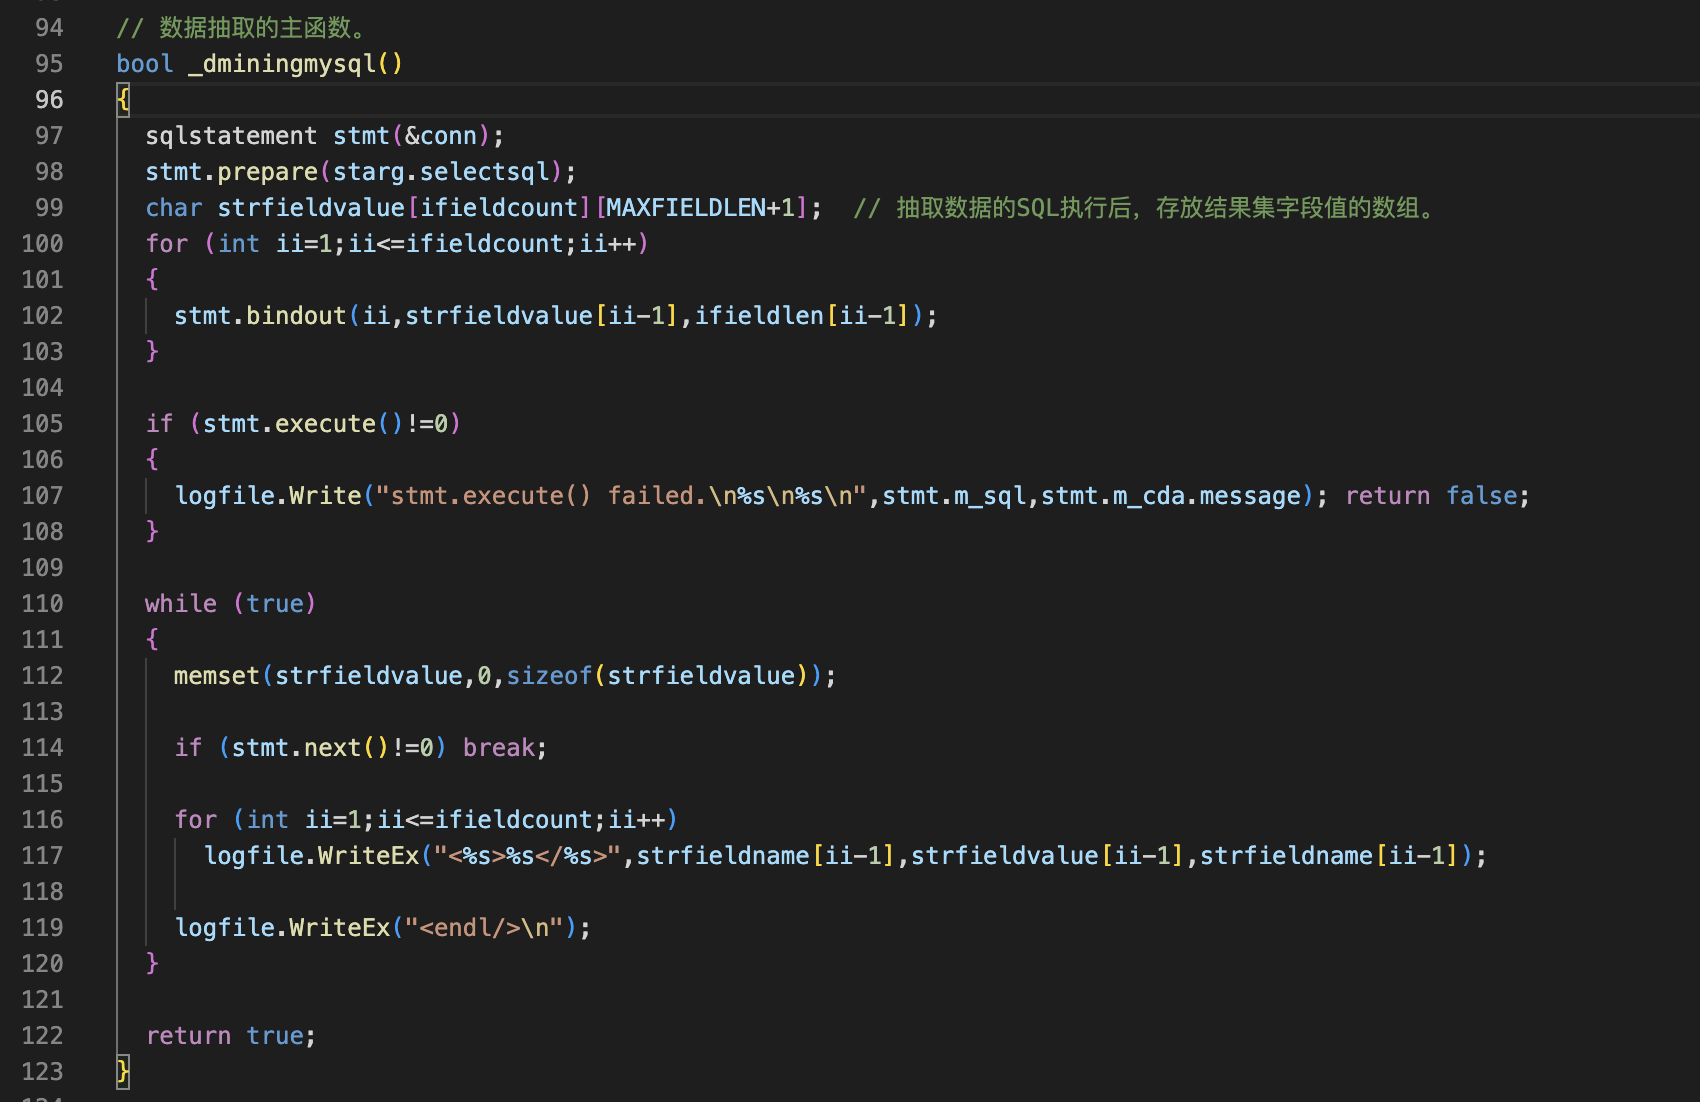 94 // 数据抽取的主函数。
95 bool _dminingmysql()
96 {
97 sqlstatement stmt(&conn);
98 stmt.prepare(starg.selectsql);
99 char strfieldvalue[ifieldcount][MAXFIELDLEN+1]; // 抽取数据的SQL执行后，存放结果集字段值的数组。
100 for (int ii=1;ii<=ifieldcount;ii++)
101 {
102 stmt.bindout(ii,strfieldvalue[ii-1],ifieldlen[ii-1]);
103 }
104
105 if (stmt.execute()!=0)
106 {
107 logfile.Write("stmt.execute() failed.\n%s\n%s\n",stmt.m_sql,stmt.m_cda.message); return false;
108 }
109
110 while (true)
111 {
112 memset(strfieldvalue,0,sizeof(strfieldvalue));
113
114 if (stmt.next()!=0) break;
115
116 for (int ii=1;ii<=ifieldcount;ii++)
117 logfile.WriteEx("<%s>%s</%s>",strfieldname[ii-1],strfieldvalue[ii-1],strfieldname[ii-1]);
118
119 logfile.WriteEx("<endl/>\n");
120 }
121
122 return true;
123 }